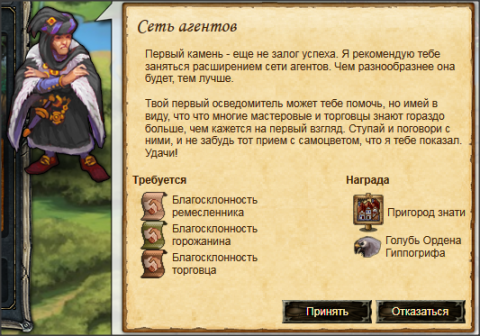 Сеть агентов
Первый камень - еще не залог успеха. Я рекомендую тебе
заняться расширением сети агентов. Чем разнообразнее она
будет, тем лучше.
Твой первый осведомитель может тебе помочь, но имей в
виду, что что многие мастеровые и торговцы знают гораздо
больше, чем кажется на первый взгляд. Ступай и поговори с
ними, и не забудь тот прием с самоцветом, что я тебе показал.
Удачи!
Требуется
Благосклонность
ремесленника
Благосклонность
горожанина
Благосклонность
торговца
Награда
Пригород знати
Голубь Ордена
Гиппогрифа
Принять
Отказаться